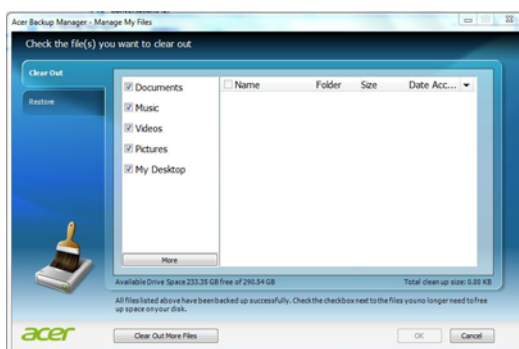 Acer Backup Manager - Manage My Files
Check the file(s) you want to clear out
Clear Out
Restore
Documents
Music
Videos
Pictures
My Desktop
More
Name Folder Size Date Acc...
Available Drive Space 233.35 GB free of 290.54 GB
Total clean up size: 0.00 KB
All files listed above have been backed up successfully. Check the checkbox next to the files you no longer need to free
up space on your disk.
acer
Clear Out More Files
OK
Cancel